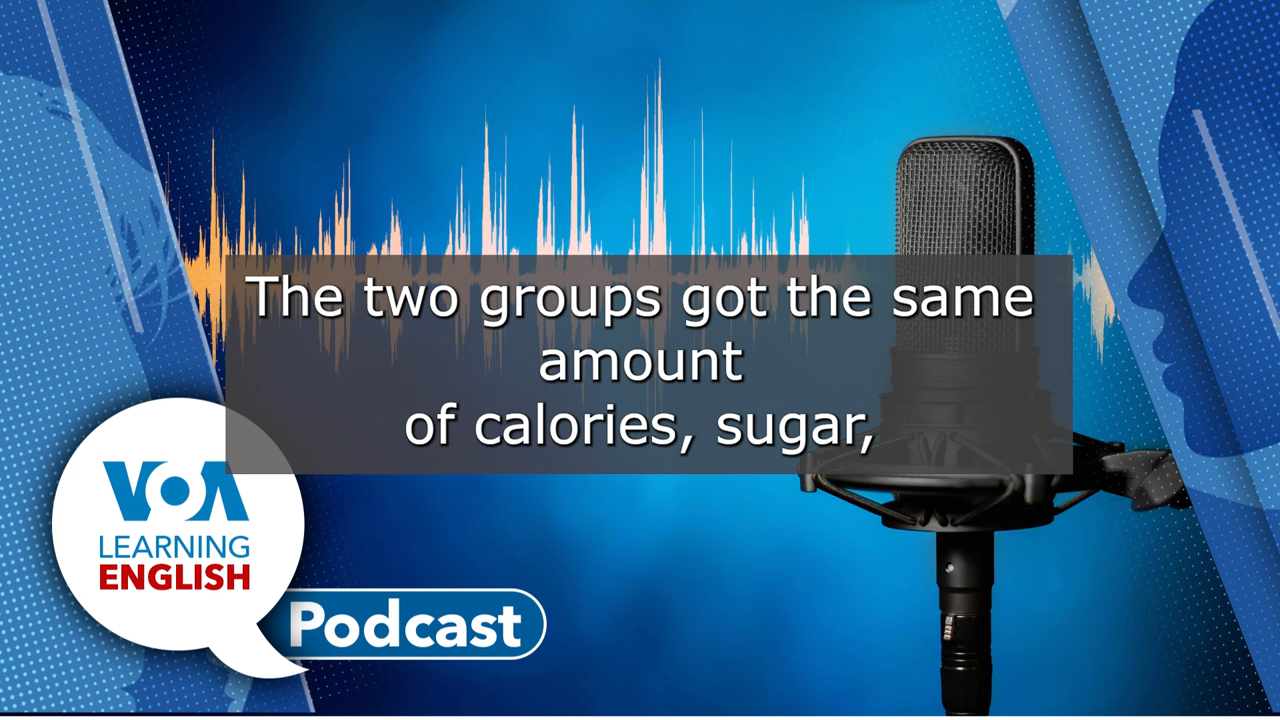 The two groups got the same
amount
of calories, sugar,
VOA
LEARNING
ENGLISH
Podcast